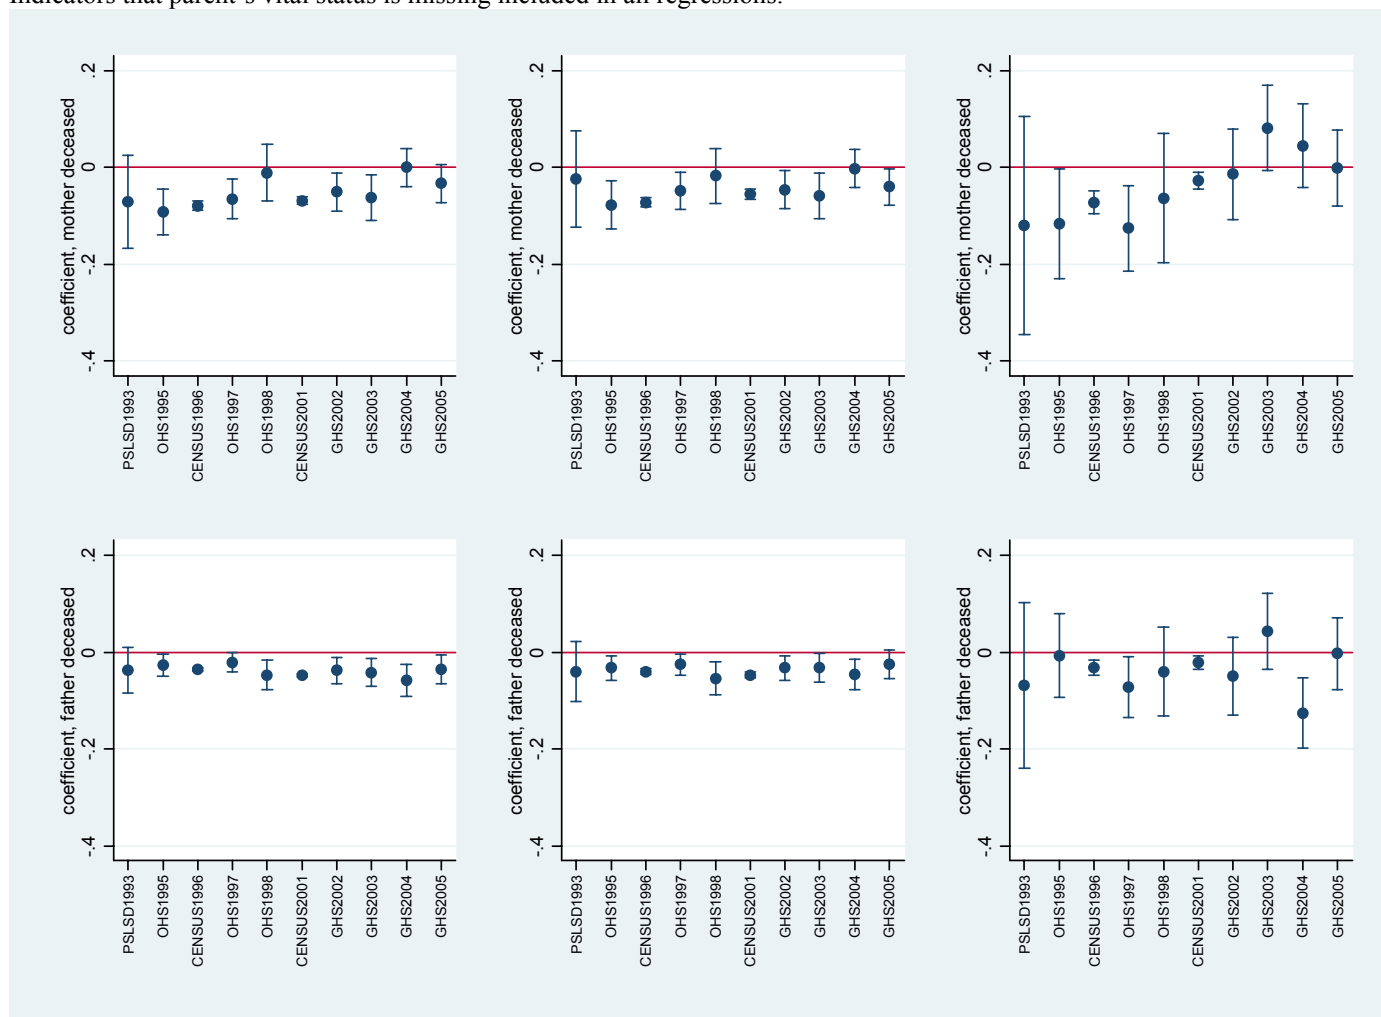 Indicators that parent's vital status is missing included in all regressions.
coefficient, mother deceased
.2
0
-.2
-.4
PSLSD1993
OHS1995
CENSUS1996
OHS1997
OHS1998
CENSUS2001
GHS2002
GHS2003
GHS2004
GHS2005
coefficient, mother deceased
.2
0
-.2
-.4
PSLSD1993
OHS1995
CENSUS1996
OHS1997
OHS1998
CENSUS2001
GHS2002
GHS2003
GHS2004
GHS2005
coefficient, mother deceased
.2
0
-.2
-.4
PSLSD1993
OHS1995
CENSUS1996
OHS1997
OHS1998
CENSUS2001
GHS2002
GHS2003
GHS2004
GHS2005
coefficient, father deceased
.2
0
-.2
-.4
PSLSD1993
OHS1995
CENSUS1996
OHS1997
OHS1998
CENSUS2001
GHS2002
GHS2003
GHS2004
GHS2005
coefficient, father deceased
.2
0
-.2
-.4
PSLSD1993
OHS1995
CENSUS1996
OHS1997
OHS1998
CENSUS2001
GHS2002
GHS2003
GHS2004
GHS2005
coefficient, father deceased
.2
0
-.2
-.4
PSLSD1993
OHS1995
CENSUS1996
OHS1997
OHS1998
CENSUS2001
GHS2002
GHS2003
GHS2004
GHS2005